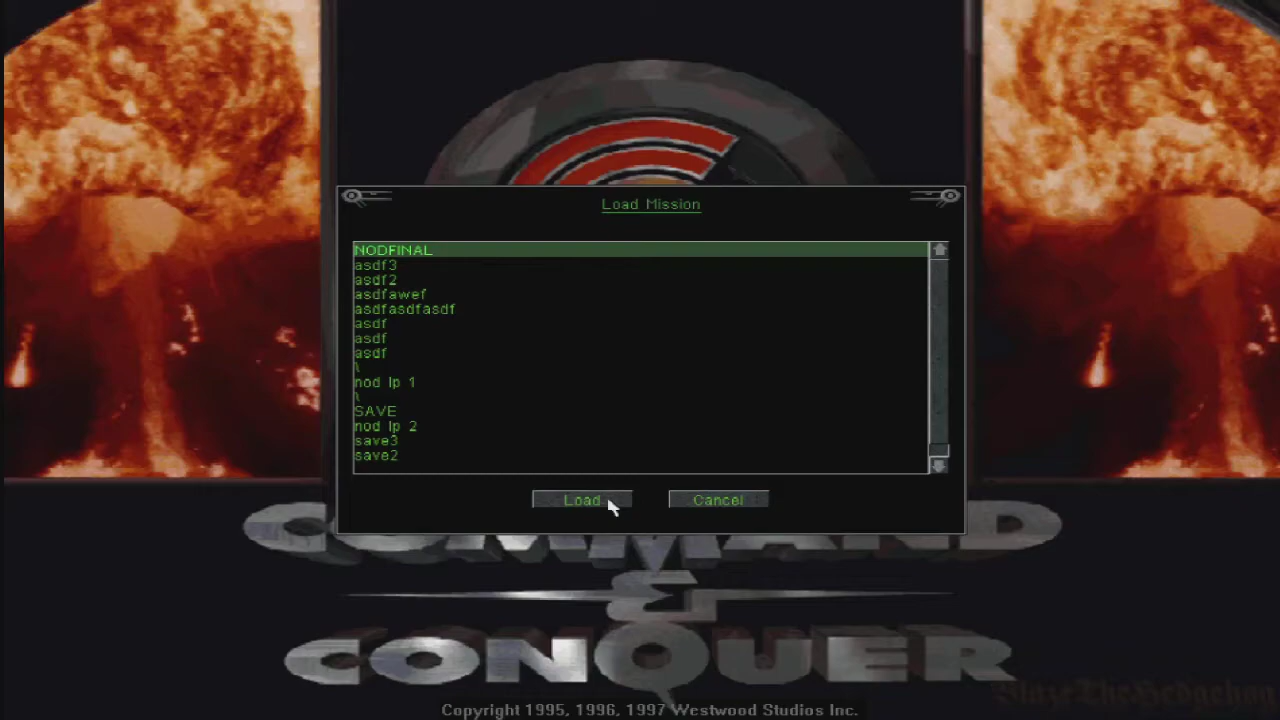 Load Mission
NODFINAL
asdf3
asdf2
asdfawef
asdfasdfasdf
asdf
asdf
asdf
\
nod lp 1
\
SAVE
nod lp 2
save3
save2
Load Cancel
COMMAND
&
CONQUER
BlazeTheHedgehog
Copyright 1995, 1996, 1997 Westwood Studios Inc.